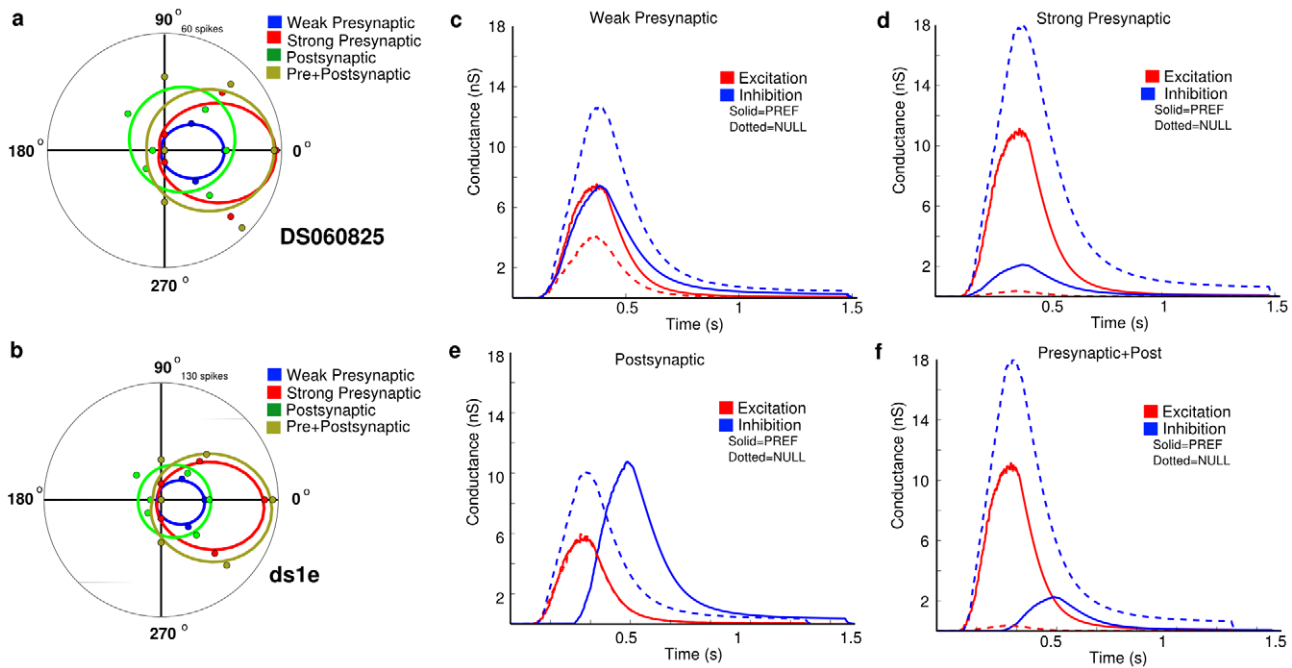 a
90 o
60 spikes
Weak Presynaptic
Strong Presynaptic
Postsynaptic
Pre+Postsynaptic
180 o
0 o
270 o
DS060825
b
90 o
130 spikes
Weak Presynaptic
Strong Presynaptic
Postsynaptic
Pre+Postsynaptic
180 o
0 o
270 o
ds1e
c
Weak Presynaptic
18
14
10
6
2
Conductance (nS)
Excitation
Inhibition
Solid=PREF
Dotted=NULL
0.5
1
1.5
Time (s)
d
Strong Presynaptic
18
14
10
6
2
Conductance (nS)
Excitation
Inhibition
Solid=PREF
Dotted=NULL
0.5
1
1.5
Time (s)
e
Postsynaptic
18
14
10
6
2
Conductance (nS)
Excitation
Inhibition
Solid=PREF
Dotted=NULL
0.5
1
1.5
Time (s)
f
Presynaptic+Post
18
14
10
6
2
Conductance (nS)
Excitation
Inhibition
Solid=PREF
Dotted=NULL
0.5
1
1.5
Time (s)